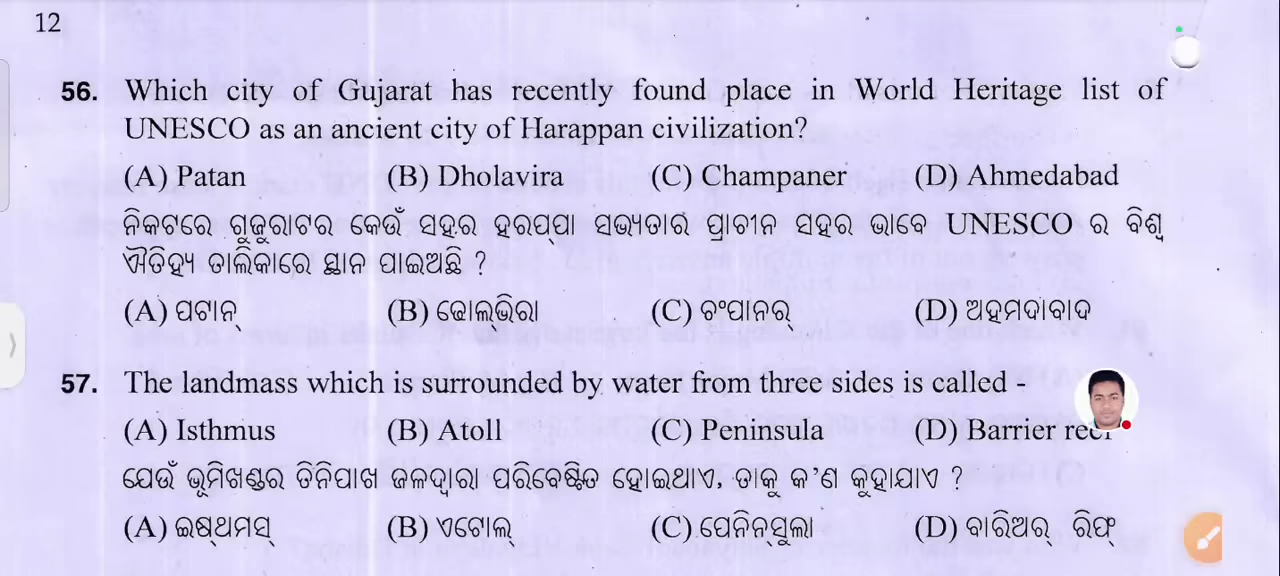 12
56. Which city of Gujarat has recently found place in World Heritage list of
UNESCO as an ancient city of Harappan civilization?
(A) Patan (B) Dholavira (C) Champaner (D) Ahmedabad
ନିକଟରେ ଗୁଜୁରାଟର କେଉଁ ସହର ହରପ୍ପା ସଭ୍ୟତାର ପ୍ରାଚୀନ ସହର ଭାବେ UNESCO ର ବିଶ୍ୱ
ଐତିହ୍ୟ ତାଲିକାରେ ସ୍ଥାନ ପାଇଅଛି ?
(A) ପଟାନ (B) ଢୋଲଭିରା (C) ଚଂପାନର୍ (D) ଅହମଦାବାଦ
57. The landmass which is surrounded by water from three sides is called -
(A) Isthmus (B) Atoll (C) Peninsula (D) Barrier reef
ଯେଉଁ ଭୂମିଖଣ୍ଡର ତିନିପାଖ ଜଳଦ୍ୱାରା ପରିବେଷ୍ଟିତ ହୋଇଥାଏ, ତାକୁ କ'ଣ କୁହାଯାଏ ?
(A) ଇଷ୍ଥମସ୍ (B) ଏଟୋଲ୍ (C) ପେନିନ୍‌ସୁଲା (D) ବାରିଅର୍ ରିଫ୍